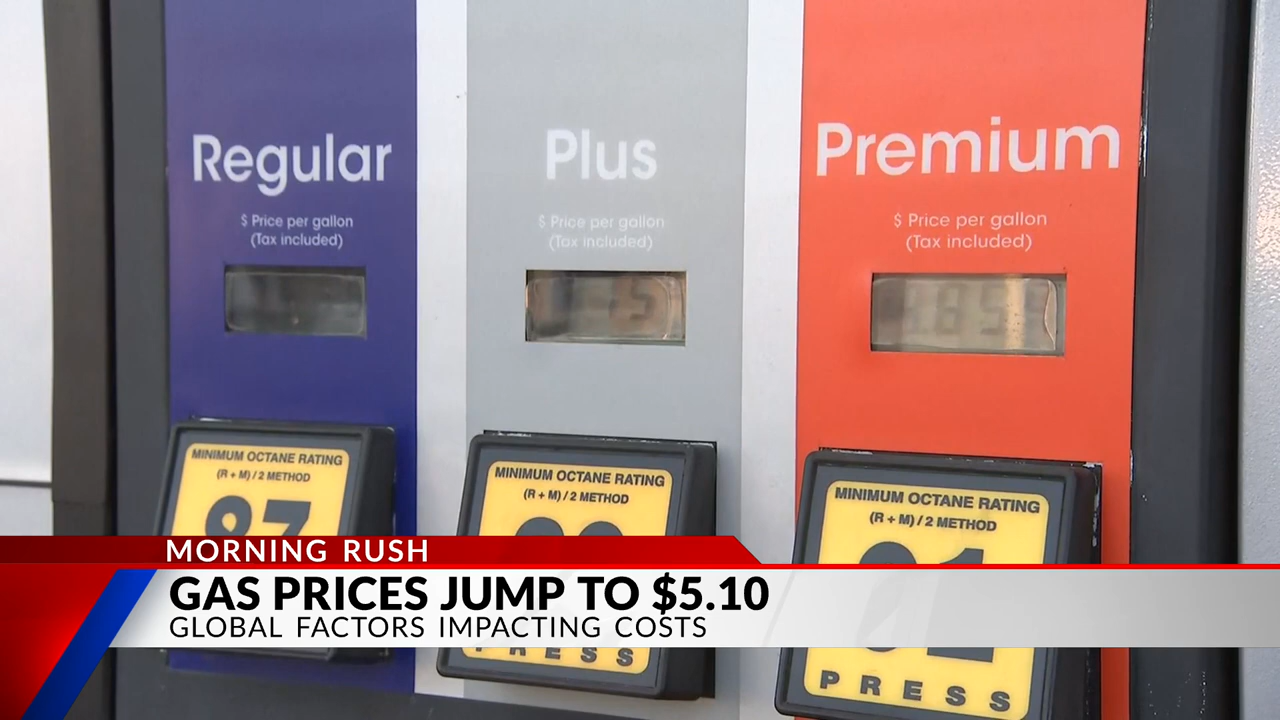 Regular
$ Price per gallon
(Tax included)
Plus
$ Price per gallon
(Tax included)
Premium
$ Price per gallon
(Tax included)
MINIMUM OCTANE RATING
(R + M) / 2 METHOD
87
MINIMUM OCTANE RATING
(R + M) / 2 METHOD
PRESS
MINIMUM OCTANE RATING
(R + M) / 2 METHOD
91
PRESS
MORNING RUSH
GAS PRICES JUMP TO $5.10
GLOBAL FACTORS IMPACTING COSTS